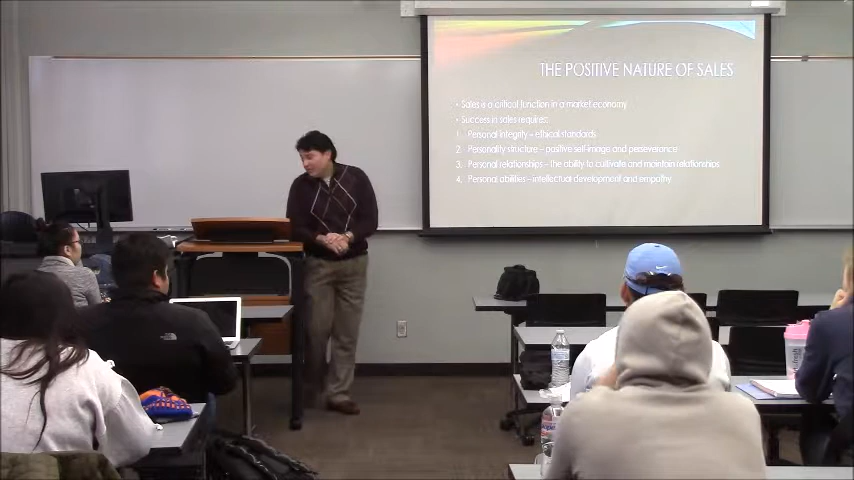 THE POSITIVE NATURE OF SALES
• Sales is a critical function in a market economy
• Success in sales requires:
1. Personal integrity – ethical standards
2. Personality structure – positive self-image and perseverance
3. Personal relationships – The ability to cultivate and maintain relationships
4. Personal abilities – intellectual development and empathy